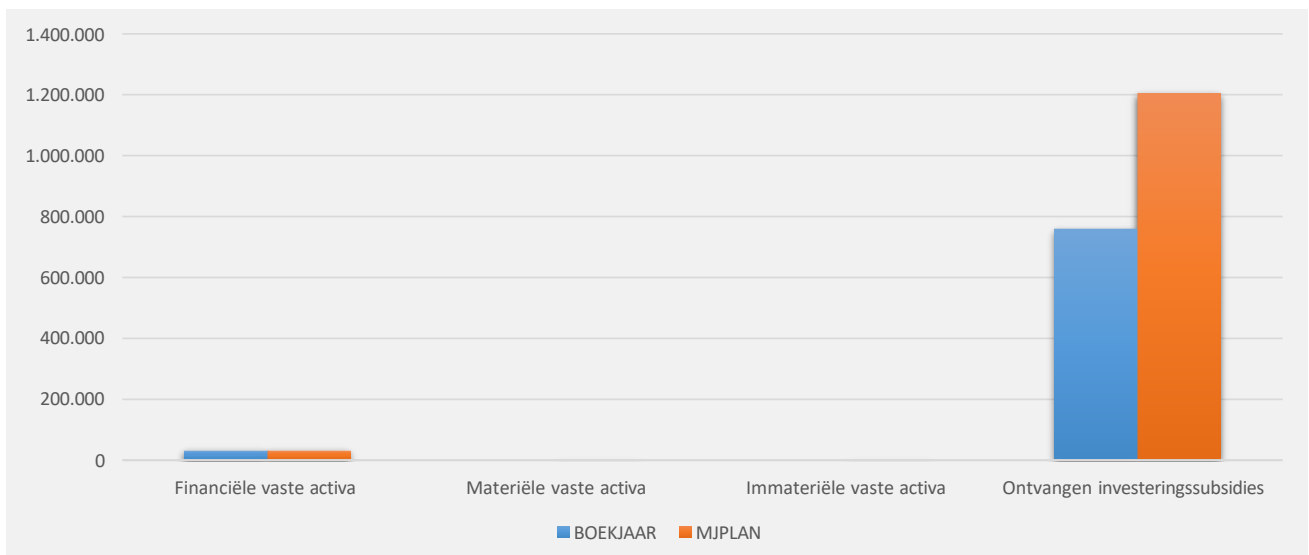 1.400.000
1.200.000
1.000.000
800.000
600.000
400.000
200.000
0
Financiële vaste activa
Materiële vaste activa
Immateriële vaste activa
Ontvangen investeringssubsidies
BOEKJAAR
MJPLAN